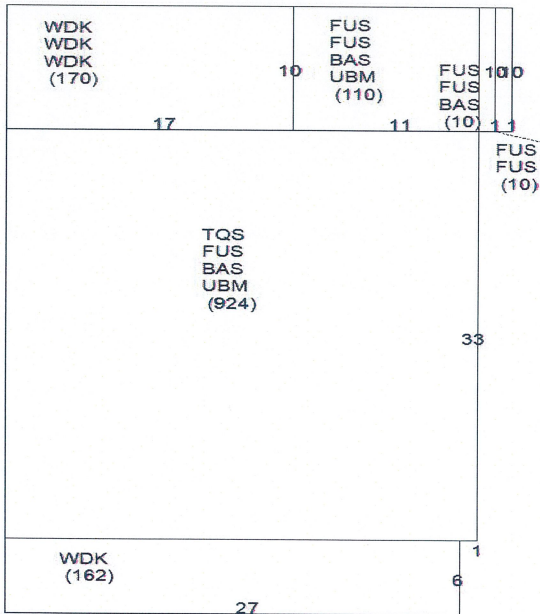 WDK
WDK
WDK
(170)
10
17
FUS
FUS
BAS
UBM
(110)
11
FUS
FUS
BAS
(10)
10
10
1
1
FUS
FUS
(10)
TQS
FUS
BAS
UBM
(924)
33
1
WDK
(162)
6
27